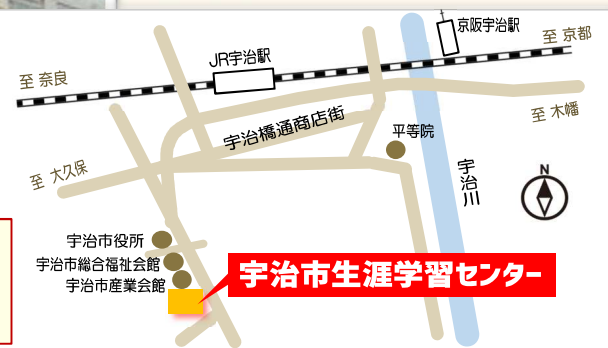 京阪宇治駅
至 京都
JR宇治駅
至 奈良
至 木幡
宇治橋通商店街
平等院
至 大久保
宇治川
N
宇治市役所
宇治市総合福祉会館
宇治市産業会館
宇治市生涯学習センター